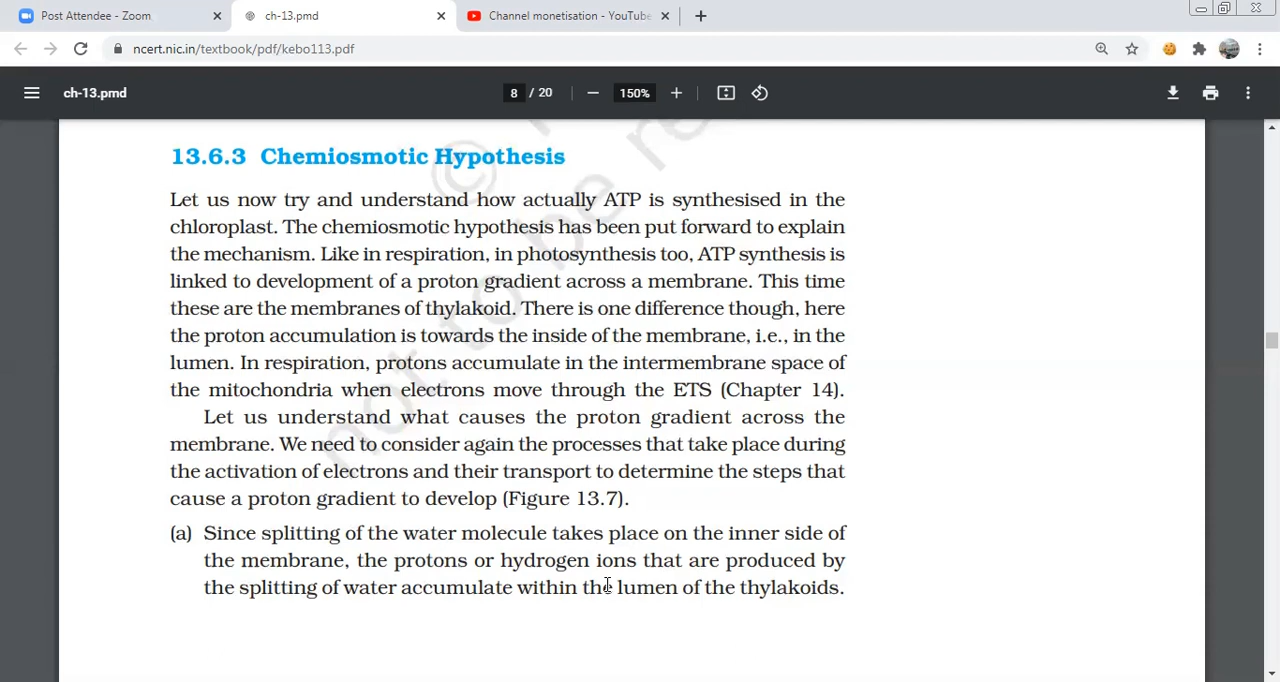 Post Attendee - Zoom
ch-13.pmd
Channel monetisation - YouTube
ncert.nic.in/textbook/pdf/kebo113.pdf
ch-13.pmd
8 / 20
150%
© 
not to be re
13.6.3 Chemiosmotic Hypothesis
Let us now try and understand how actually ATP is synthesised in the
chloroplast. The chemiosmotic hypothesis has been put forward to explain
the mechanism. Like in respiration, in photosynthesis too, ATP synthesis is
linked to development of a proton gradient across a membrane. This time
these are the membranes of thylakoid. There is one difference though, here
the proton accumulation is towards the inside of the membrane, i.e., in the
lumen. In respiration, protons accumulate in the intermembrane space of
the mitochondria when electrons move through the ETS (Chapter 14).
Let us understand what causes the proton gradient across the
membrane. We need to consider again the processes that take place during
the activation of electrons and their transport to determine the steps that
cause a proton gradient to develop (Figure 13.7).
(a) Since splitting of the water molecule takes place on the inner side of
the membrane, the protons or hydrogen ions that are produced by
the splitting of water accumulate within the lumen of the thylakoids.